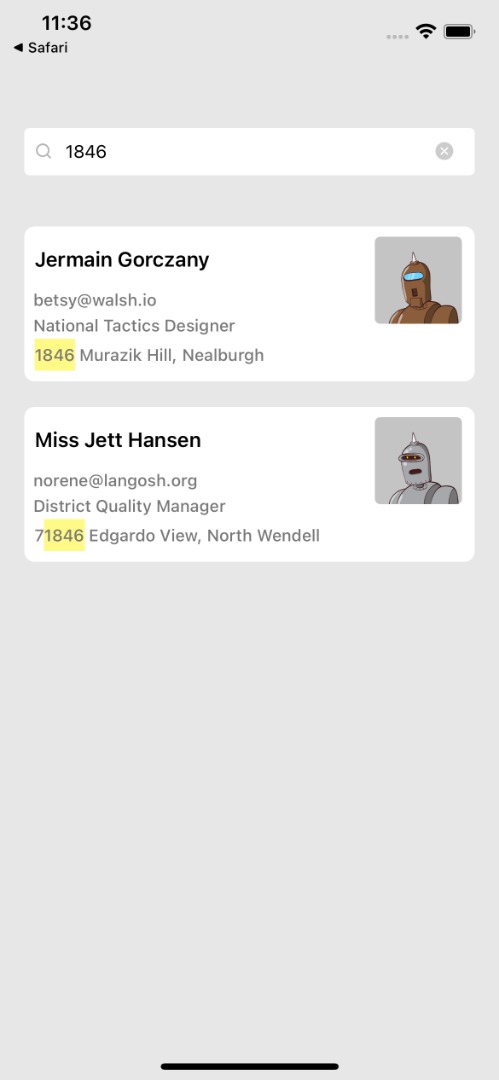 11:36
◀ Safari
1846
Jermain Gorczany
betsy@walsh.io
National Tactics Designer
1846 Murazik Hill, Nealburgh
Miss Jett Hansen
norene@langosh.org
District Quality Manager
71846 Edgardo View, North Wendell